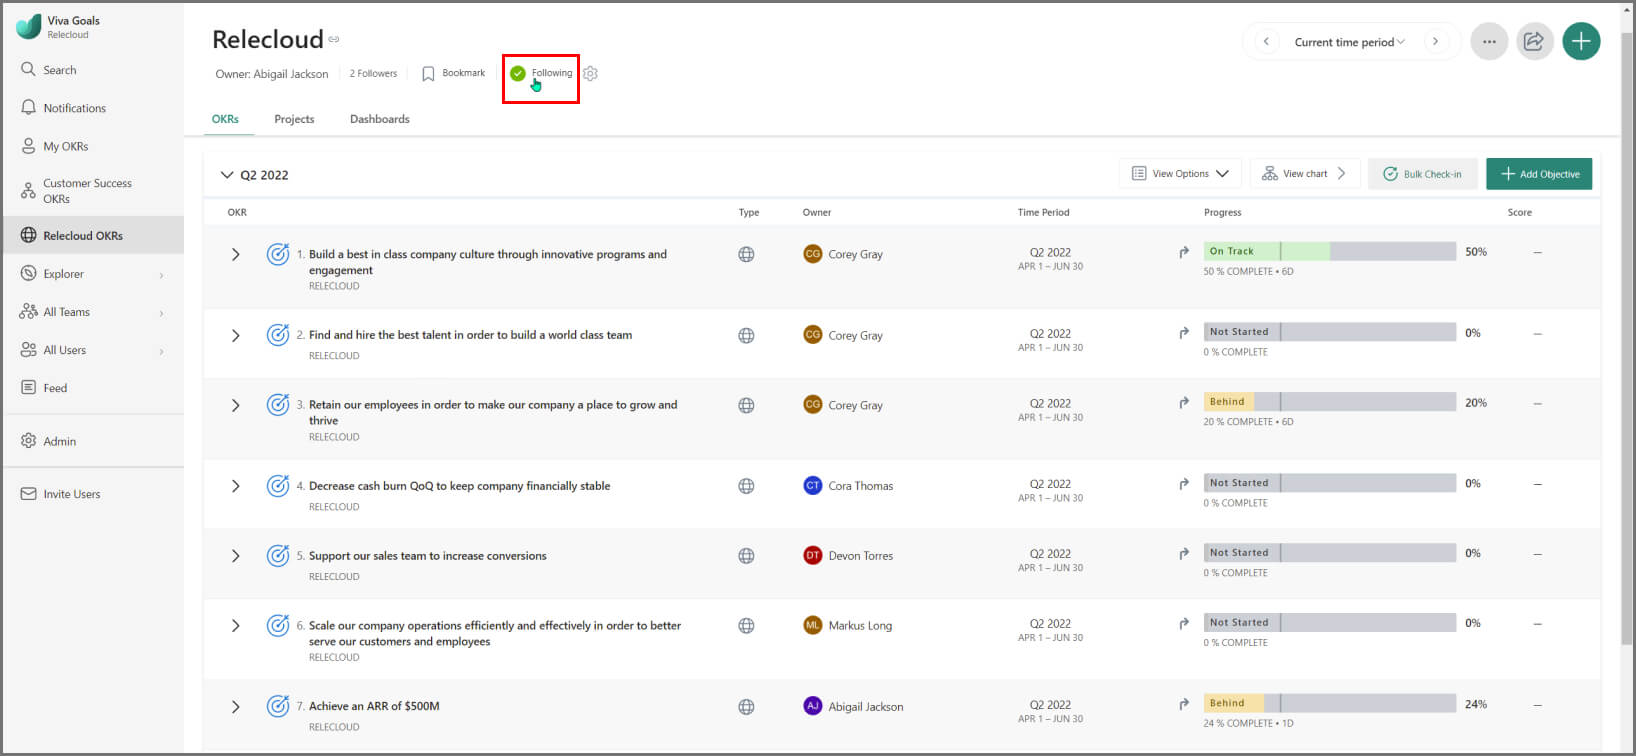 Viva Goals
Relecloud
Search
Notifications
My OKRs
Customer Success
OKRs
Relecloud OKRs
Explorer
All Teams
All Users
Feed
Admin
Invite Users
Relecloud
Current time period
Owner: Abigail Jackson
2 Followers
Bookmark
Following
OKRs
Projects
Dashboards
Q2 2022
View Options
View chart
Bulk Check-in
Add Objective
OKR
Type
Owner
Time Period
Progress
Score
1. Build a best in class company culture through innovative programs and
engagement
RELECLOUD
CG Corey Gray
Q2 2022
APR 1 – JUN 30
On Track
50%
—
50 % COMPLETE • 6D
2. Find and hire the best talent in order to build a world class team
RELECLOUD
CG Corey Gray
Q2 2022
APR 1 – JUN 30
Not Started
0%
—
0 % COMPLETE
3. Retain our employees in order to make our company a place to grow and
thrive
RELECLOUD
CG Corey Gray
Q2 2022
APR 1 – JUN 30
Behind
20%
—
20 % COMPLETE • 6D
4. Decrease cash burn QoQ to keep company financially stable
RELECLOUD
CT Cora Thomas
Q2 2022
APR 1 – JUN 30
Not Started
0%
—
0 % COMPLETE
5. Support our sales team to increase conversions
RELECLOUD
DT Devon Torres
Q2 2022
APR 1 – JUN 30
Not Started
0%
—
0 % COMPLETE
6. Scale our company operations efficiently and effectively in order to better
serve our customers and employees
RELECLOUD
ML Markus Long
Q2 2022
APR 1 – JUN 30
Not Started
0%
—
0 % COMPLETE
7. Achieve an ARR of $500M
RELECLOUD
AJ Abigail Jackson
Q2 2022
APR 1 – JUN 30
Behind
24%
—
24 % COMPLETE • 1D